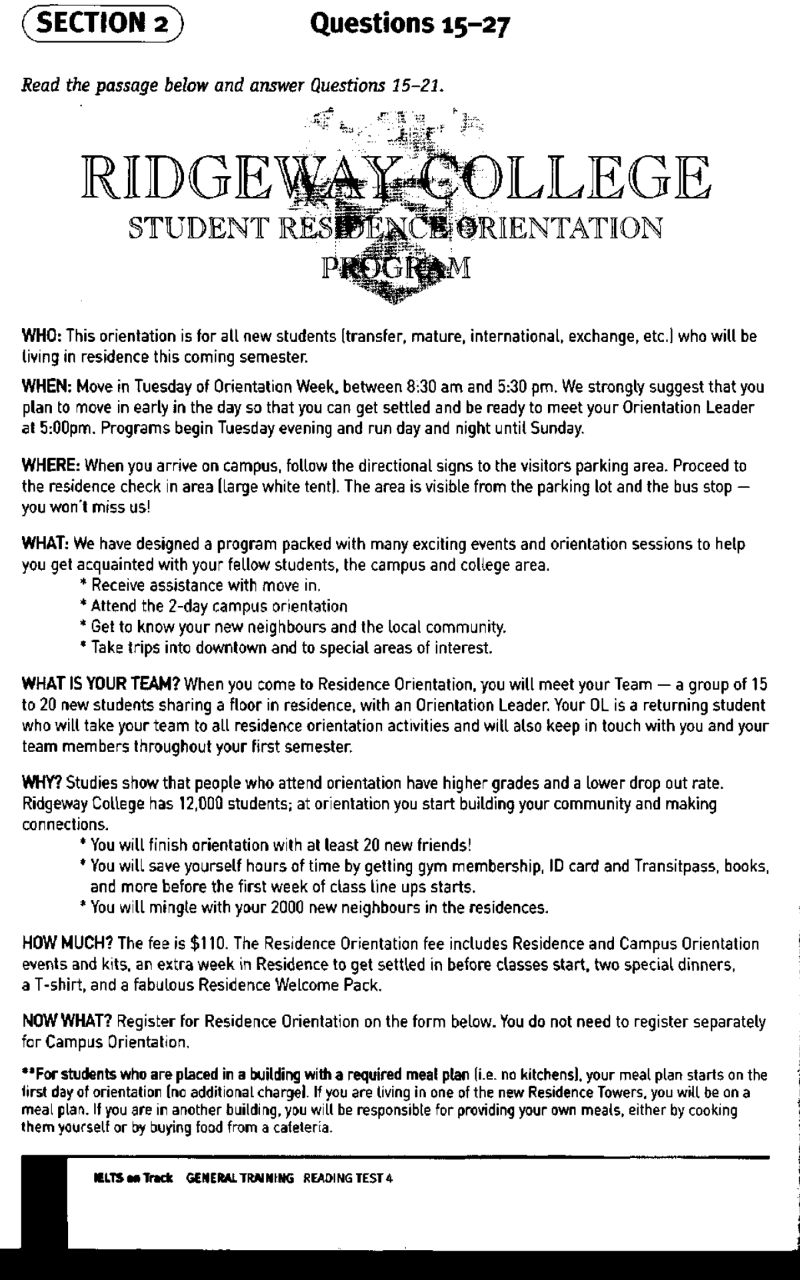 SECTION 2 Questions 15–27
Read the passage below and answer Questions 15–21.
RIDGEWAY COLLEGE
STUDENT RESIDENCE ORIENTATION
PROGRAM
WHO: This orientation is for all new students (transfer, mature, international, exchange, etc.) who will be
living in residence this coming semester.
WHEN: Move in Tuesday of Orientation Week, between 8:30 am and 5:30 pm. We strongly suggest that you
plan to move in early in the day so that you can get settled and be ready to meet your Orientation Leader
at 5:00pm. Programs begin Tuesday evening and run day and night until Sunday.
WHERE: When you arrive on campus, follow the directional signs to the visitors parking area. Proceed to
the residence check in area (large white tent). The area is visible from the parking lot and the bus stop —
you won't miss us!
WHAT: We have designed a program packed with many exciting events and orientation sessions to help
you get acquainted with your fellow students, the campus and college area.
* Receive assistance with move in.
* Attend the 2-day campus orientation
* Get to know your new neighbours and the local community.
* Take trips into downtown and to special areas of interest.
WHAT IS YOUR TEAM? When you come to Residence Orientation, you will meet your Team — a group of 15
to 20 new students sharing a floor in residence, with an Orientation Leader. Your OL is a returning student
who will take your team to all residence orientation activities and will also keep in touch with you and your
team members throughout your first semester.
WHY? Studies show that people who attend orientation have higher grades and a lower drop out rate.
Ridgeway College has 12,000 students; at orientation you start building your community and making
connections.
* You will finish orientation with at least 20 new friends!
* You will save yourself hours of time by getting gym membership, ID card and Transitpass, books,
and more before the first week of class line ups starts.
* You will mingle with your 2000 new neighbours in the residences.
HOW MUCH? The fee is $110. The Residence Orientation fee includes Residence and Campus Orientation
events and kits, an extra week in Residence to get settled in before classes start, two special dinners,
a T-shirt, and a fabulous Residence Welcome Pack.
NOW WHAT? Register for Residence Orientation on the form below. You do not need to register separately
for Campus Orientation.
**For students who are placed in a building with a required meal plan (i.e. no kitchens), your meal plan starts on the
first day of orientation (no additional charge). If you are living in one of the new Residence Towers, you will be on a
meal plan. If you are in another building, you will be responsible for providing your own meals, either by cooking
them yourself or by buying food from a cafeteria.
IELTS on Track GENERAL TRAINING READING TEST 4